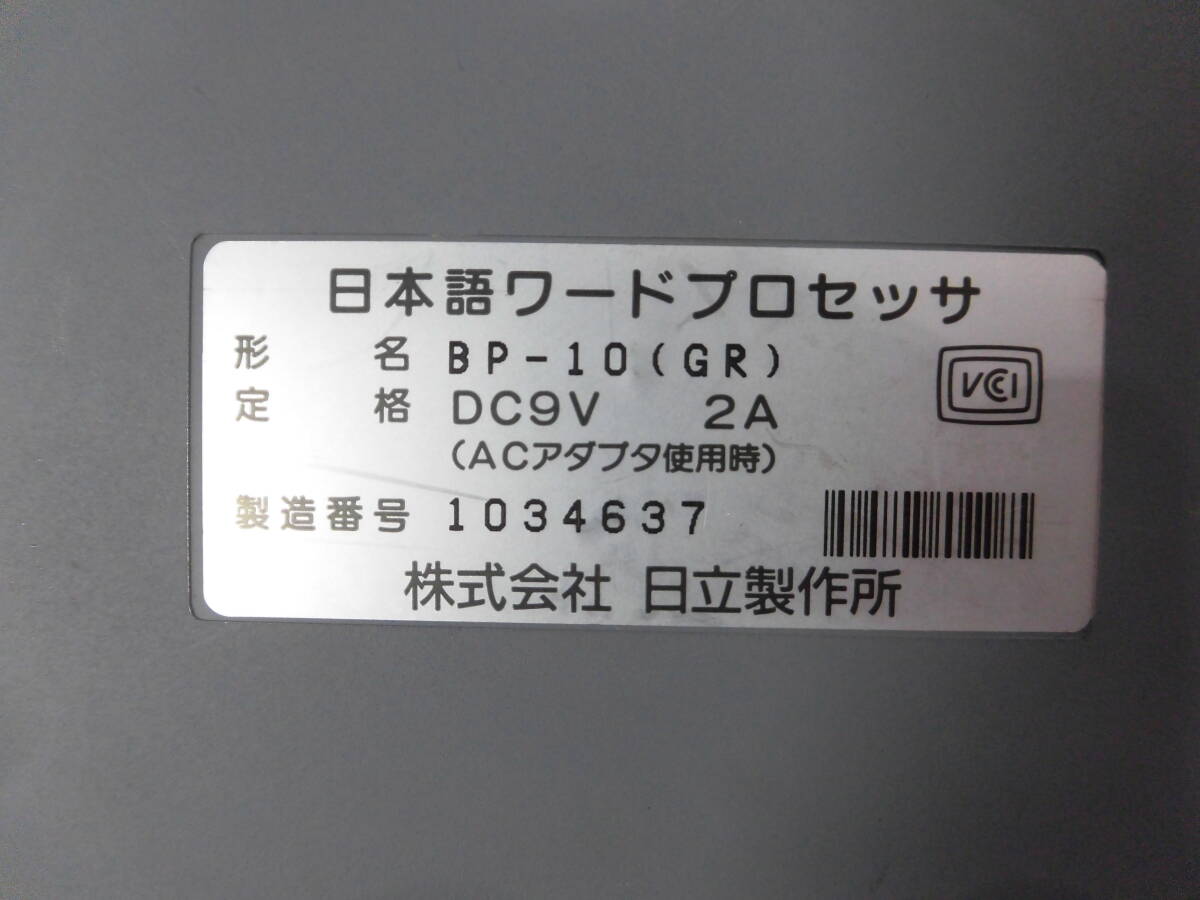 日本語ワードプロセッサ
形 名 BP-10(GR)
定 格 DC9V 2A
(ACアダプタ使用時)
VCCI
製造番号 1034637
株式会社 日立製作所